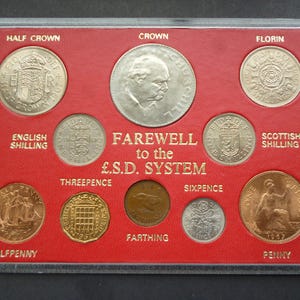 HALF CROWN
CROWN
FLORIN
ENGLISH
SHILLING
FAREWELL
to the
£.S.D. SYSTEM
SCOTTISH
SHILLING
THREEPENCE
SIXPENCE
LFPENNY
FARTHING
PENNY